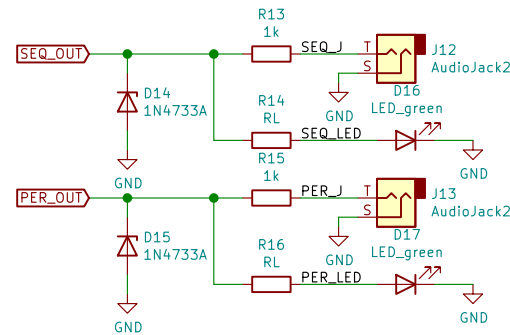 R13
1k
SEQ_OUT
SEQ_J
T
S
J12
AudioJack2
D14
1N4733A
GND
R14
RL
SEQ_LED
D16
LED_green
GND
GND
R15
1k
PER_OUT
PER_J
T
S
J13
AudioJack2
D15
1N4733A
GND
R16
RL
PER_LED
D17
LED_green
GND
GND